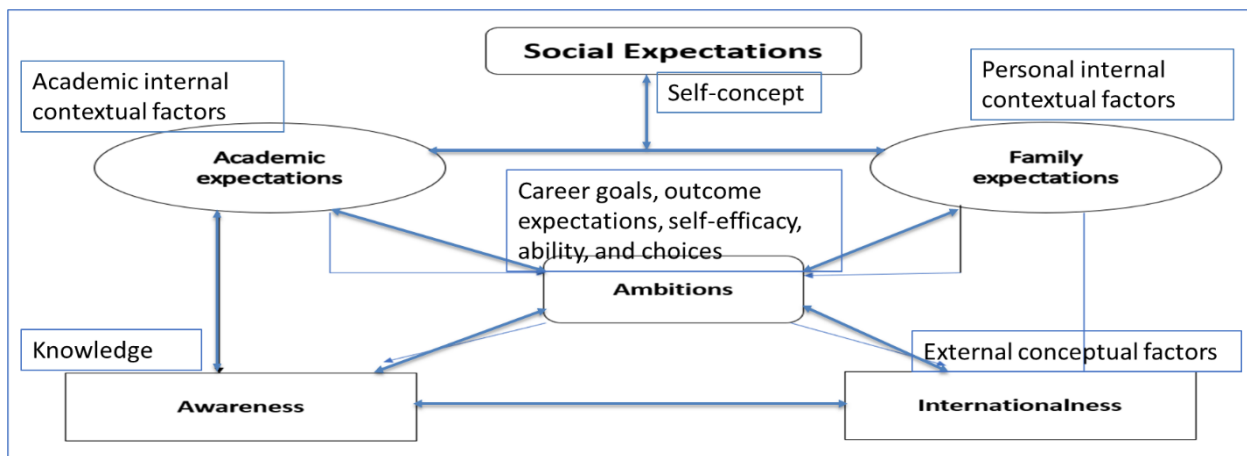 Social Expectations
Academic internal
contextual factors
Self-concept
Personal internal
contextual factors
Academic
expectations
Family
expectations
Career goals, outcome
expectations, self-efficacy,
ability, and choices
Ambitions
Knowledge
External conceptual factors
Awareness
Internationalness